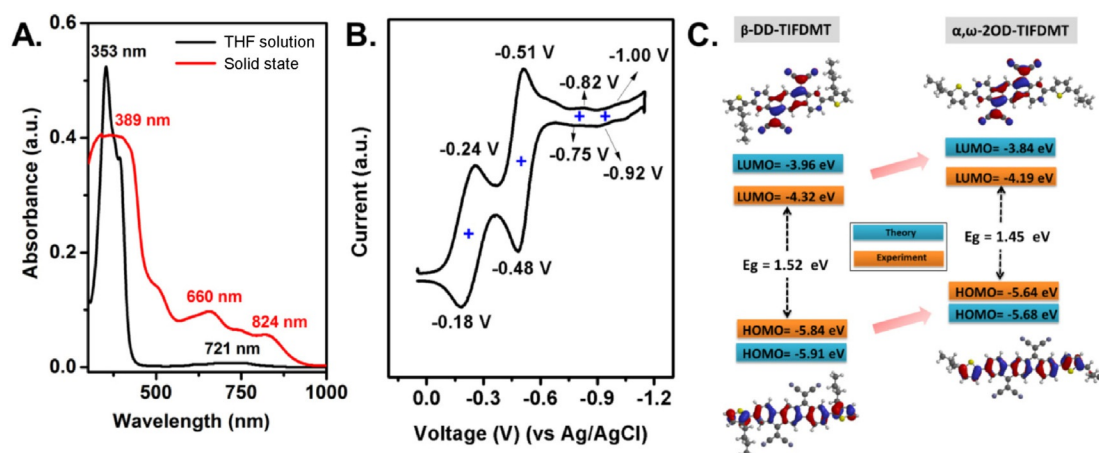 A.
0.6
0.4
0.2
0.0
Absorbance (a.u.)
353 nm
THF solution
Solid state
389 nm
660 nm
824 nm
721 nm
500
750
1000
Wavelength (nm)
B.
Current (a.u.)
-0.51 V
-1.00 V
-0.82 V
-0.24 V
-0.75 V
-0.92 V
-0.48 V
-0.18 V
0.0
-0.3
-0.6
-0.9
-1.2
Voltage (V) (vs Ag/AgCl)
C.
β-DD-TIFDMT
α,ω-2OD-TIFDMT
LUMO= -3.96 eV
LUMO= -4.32 eV
LUMO= -3.84 eV
LUMO= -4.19 eV
Theory
Experiment
Eg = 1.52 eV
Eg = 1.45 eV
HOMO= -5.84 eV
HOMO= -5.91 eV
HOMO= -5.64 eV
HOMO= -5.68 eV